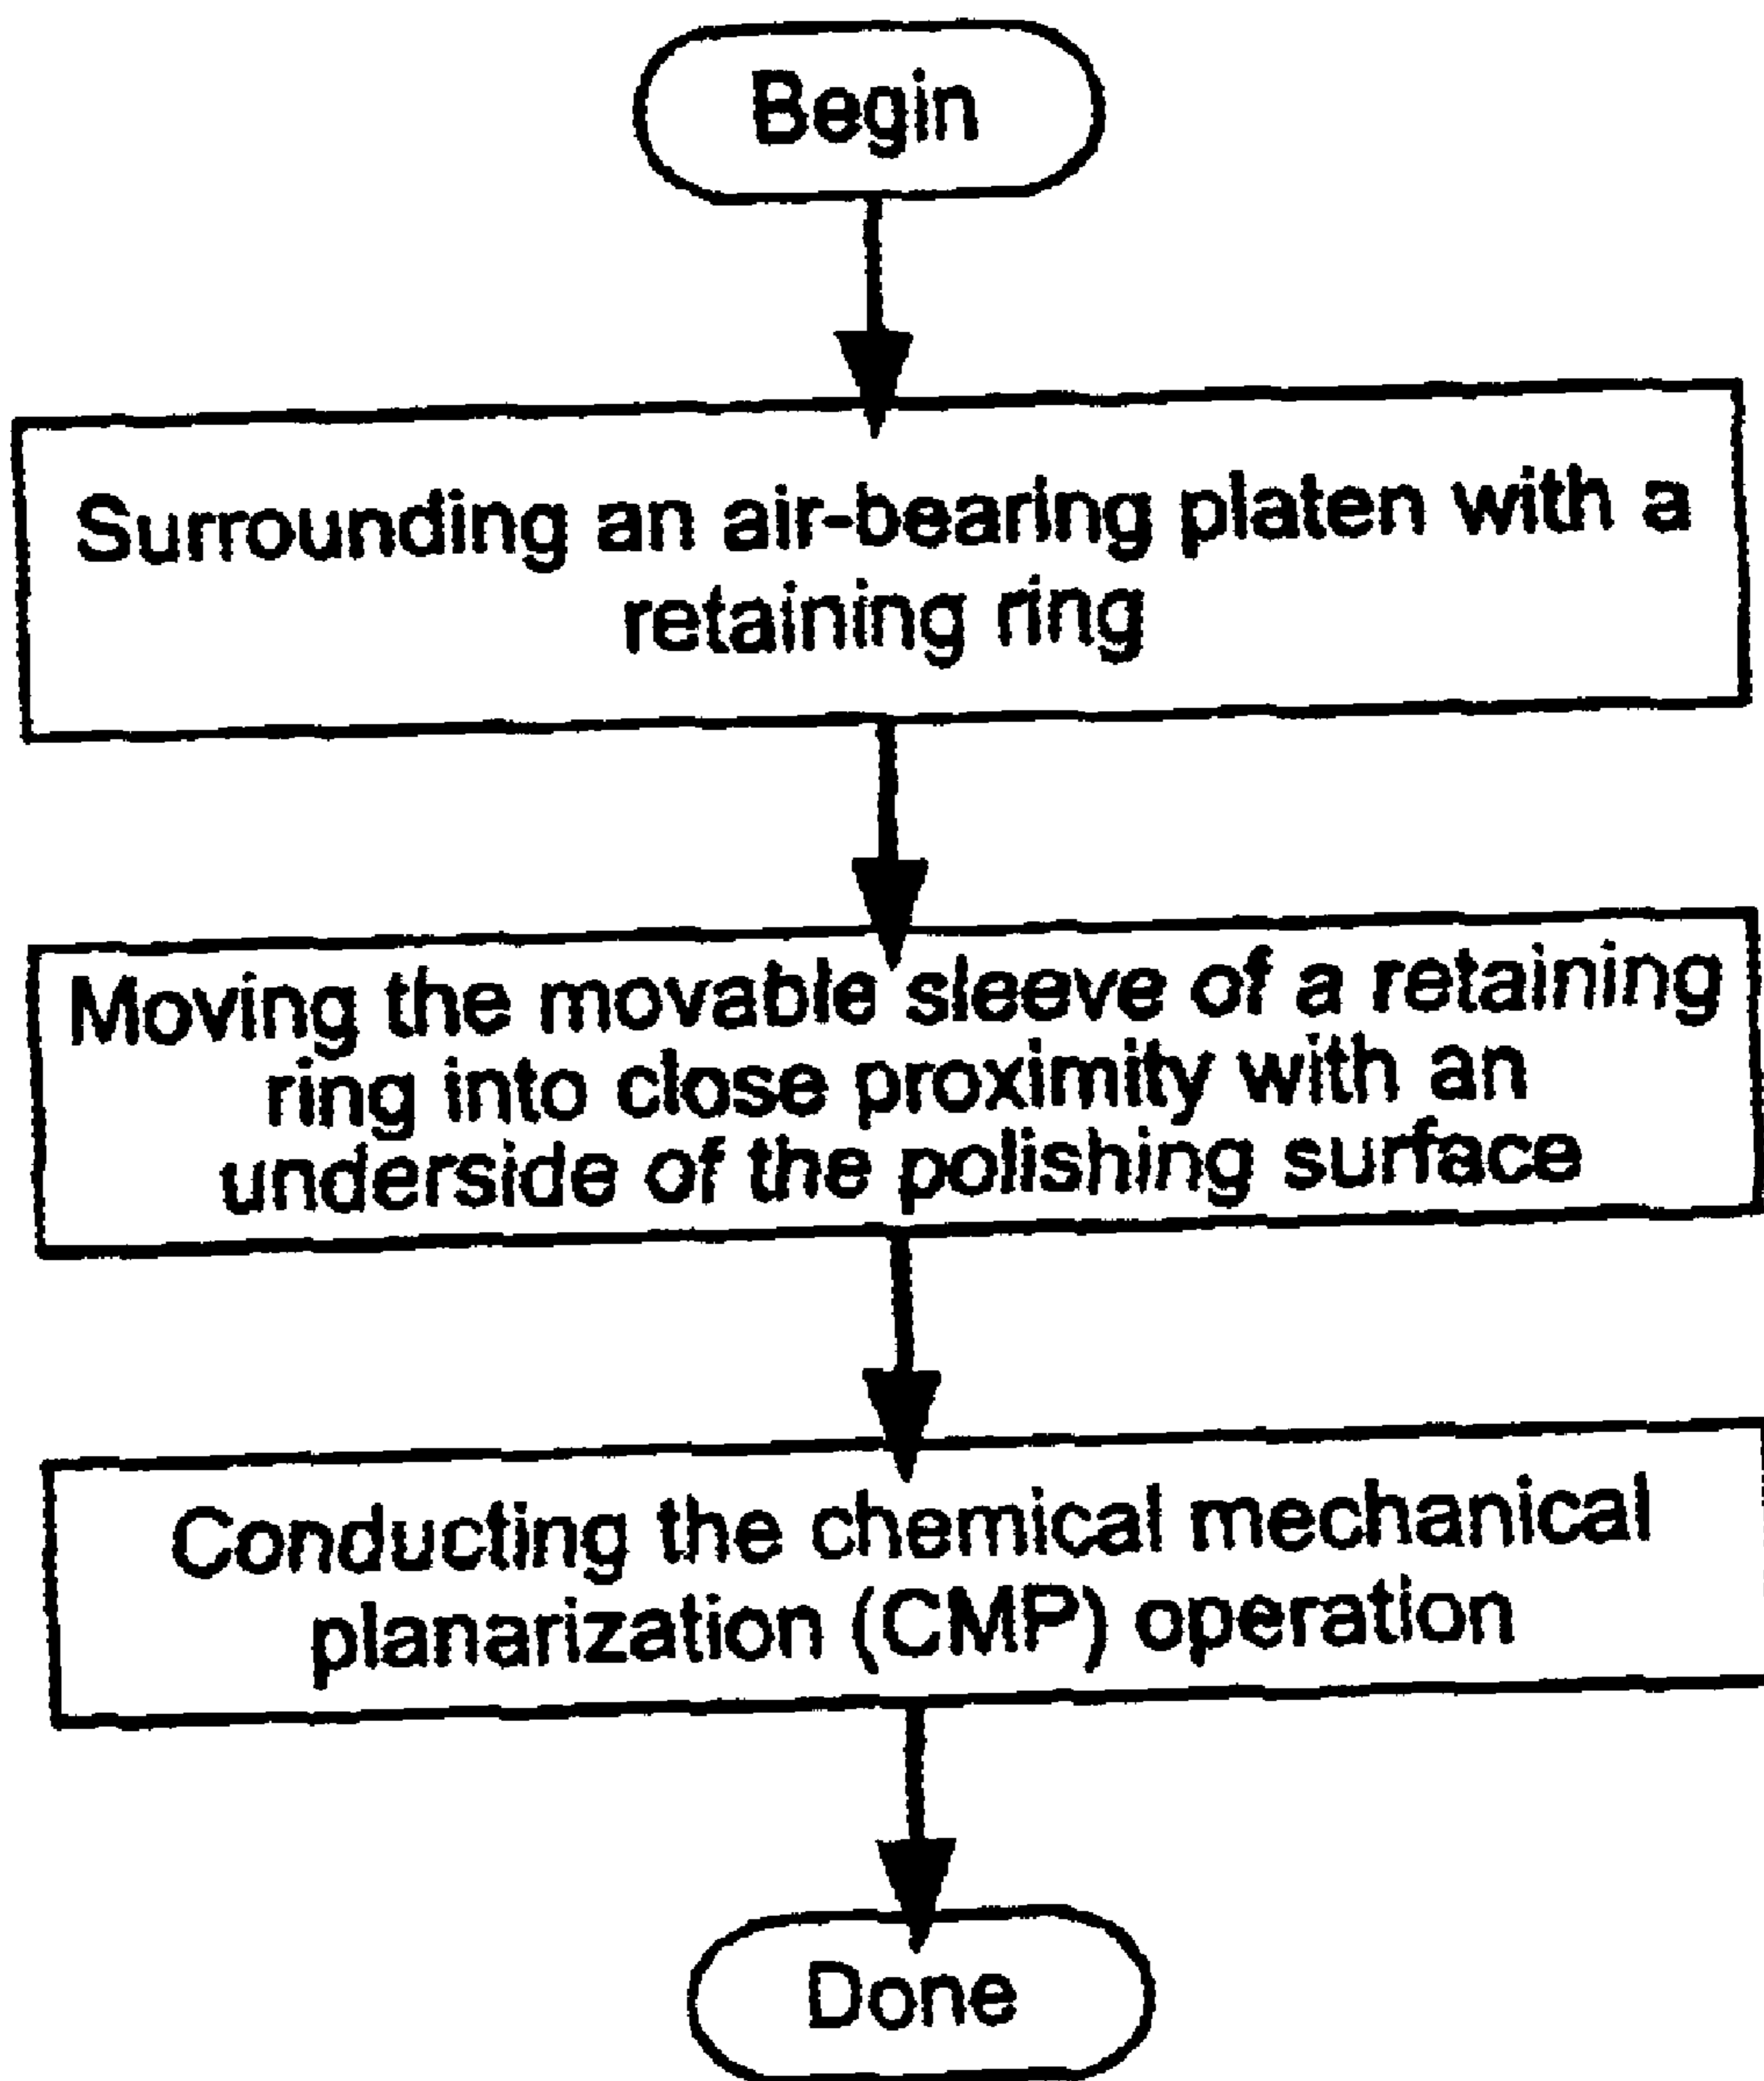 Begin
Surrounding an air-bearing platen with a
retaining ring
Moving the movable sleeve of a retaining
ring into close proximity with an
underside of the polishing surface
Conducting the chemical mechanical
planarization (CMP) operation
Done